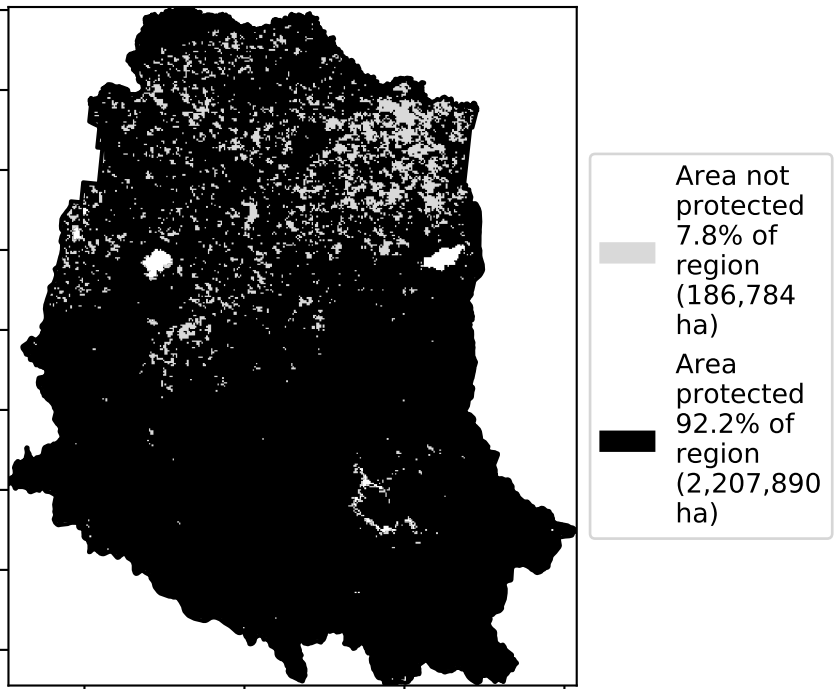 Area not
protected
7.8% of
region
(186,784
ha)
Area
protected
92.2% of
region
(2,207,890
ha)